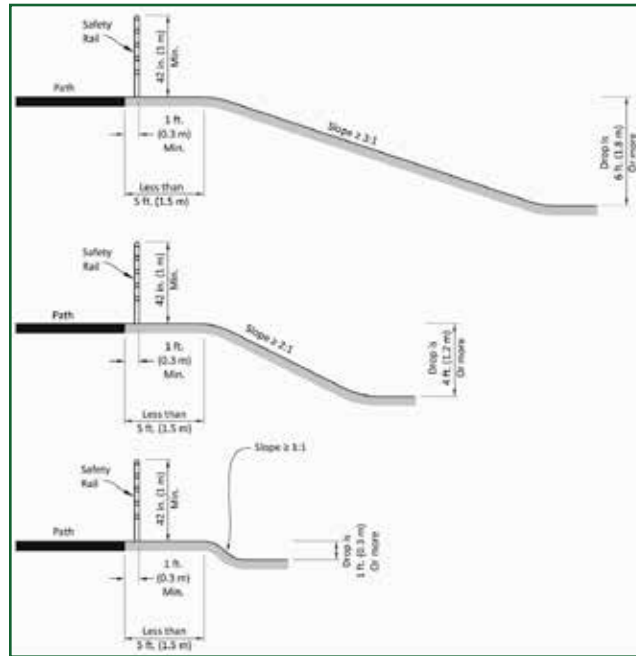 Safety
Rail
42 in. (1 m)
Min.
Path
1 ft.
(0.3 m)
Min.
Less than
5 ft. (1.5 m)
Slope ≥ 3:1
Drop is
6 ft. (1.8 m)
Or more
Safety
Rail
42 in. (1 m)
Min.
Path
1 ft.
(0.3 m)
Min.
Less than
5 ft. (1.5 m)
Slope ≥ 2:1
Drop is
4 ft. (1.2 m)
Or more
Slope ≥ 1:1
Safety
Rail
42 in. (1 m)
Min.
Path
1 ft.
(0.3 m)
Min.
Less than
5 ft. (1.5 m)
Drop is
1 ft. (0.3 m)
Or more